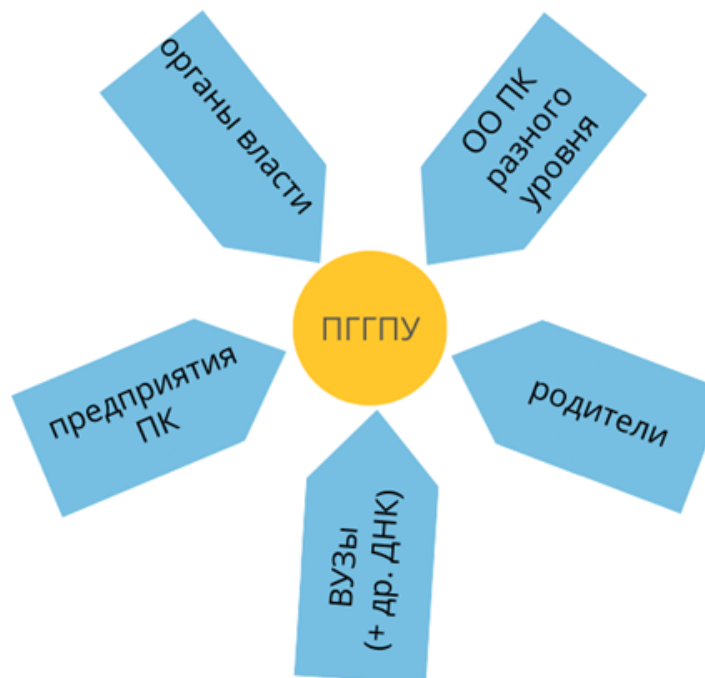 органы власти
ОО ПК
разного
уровня
ПГГПУ
предприятия
ПК
родители
ВУЗы
(+ др. ДНК)